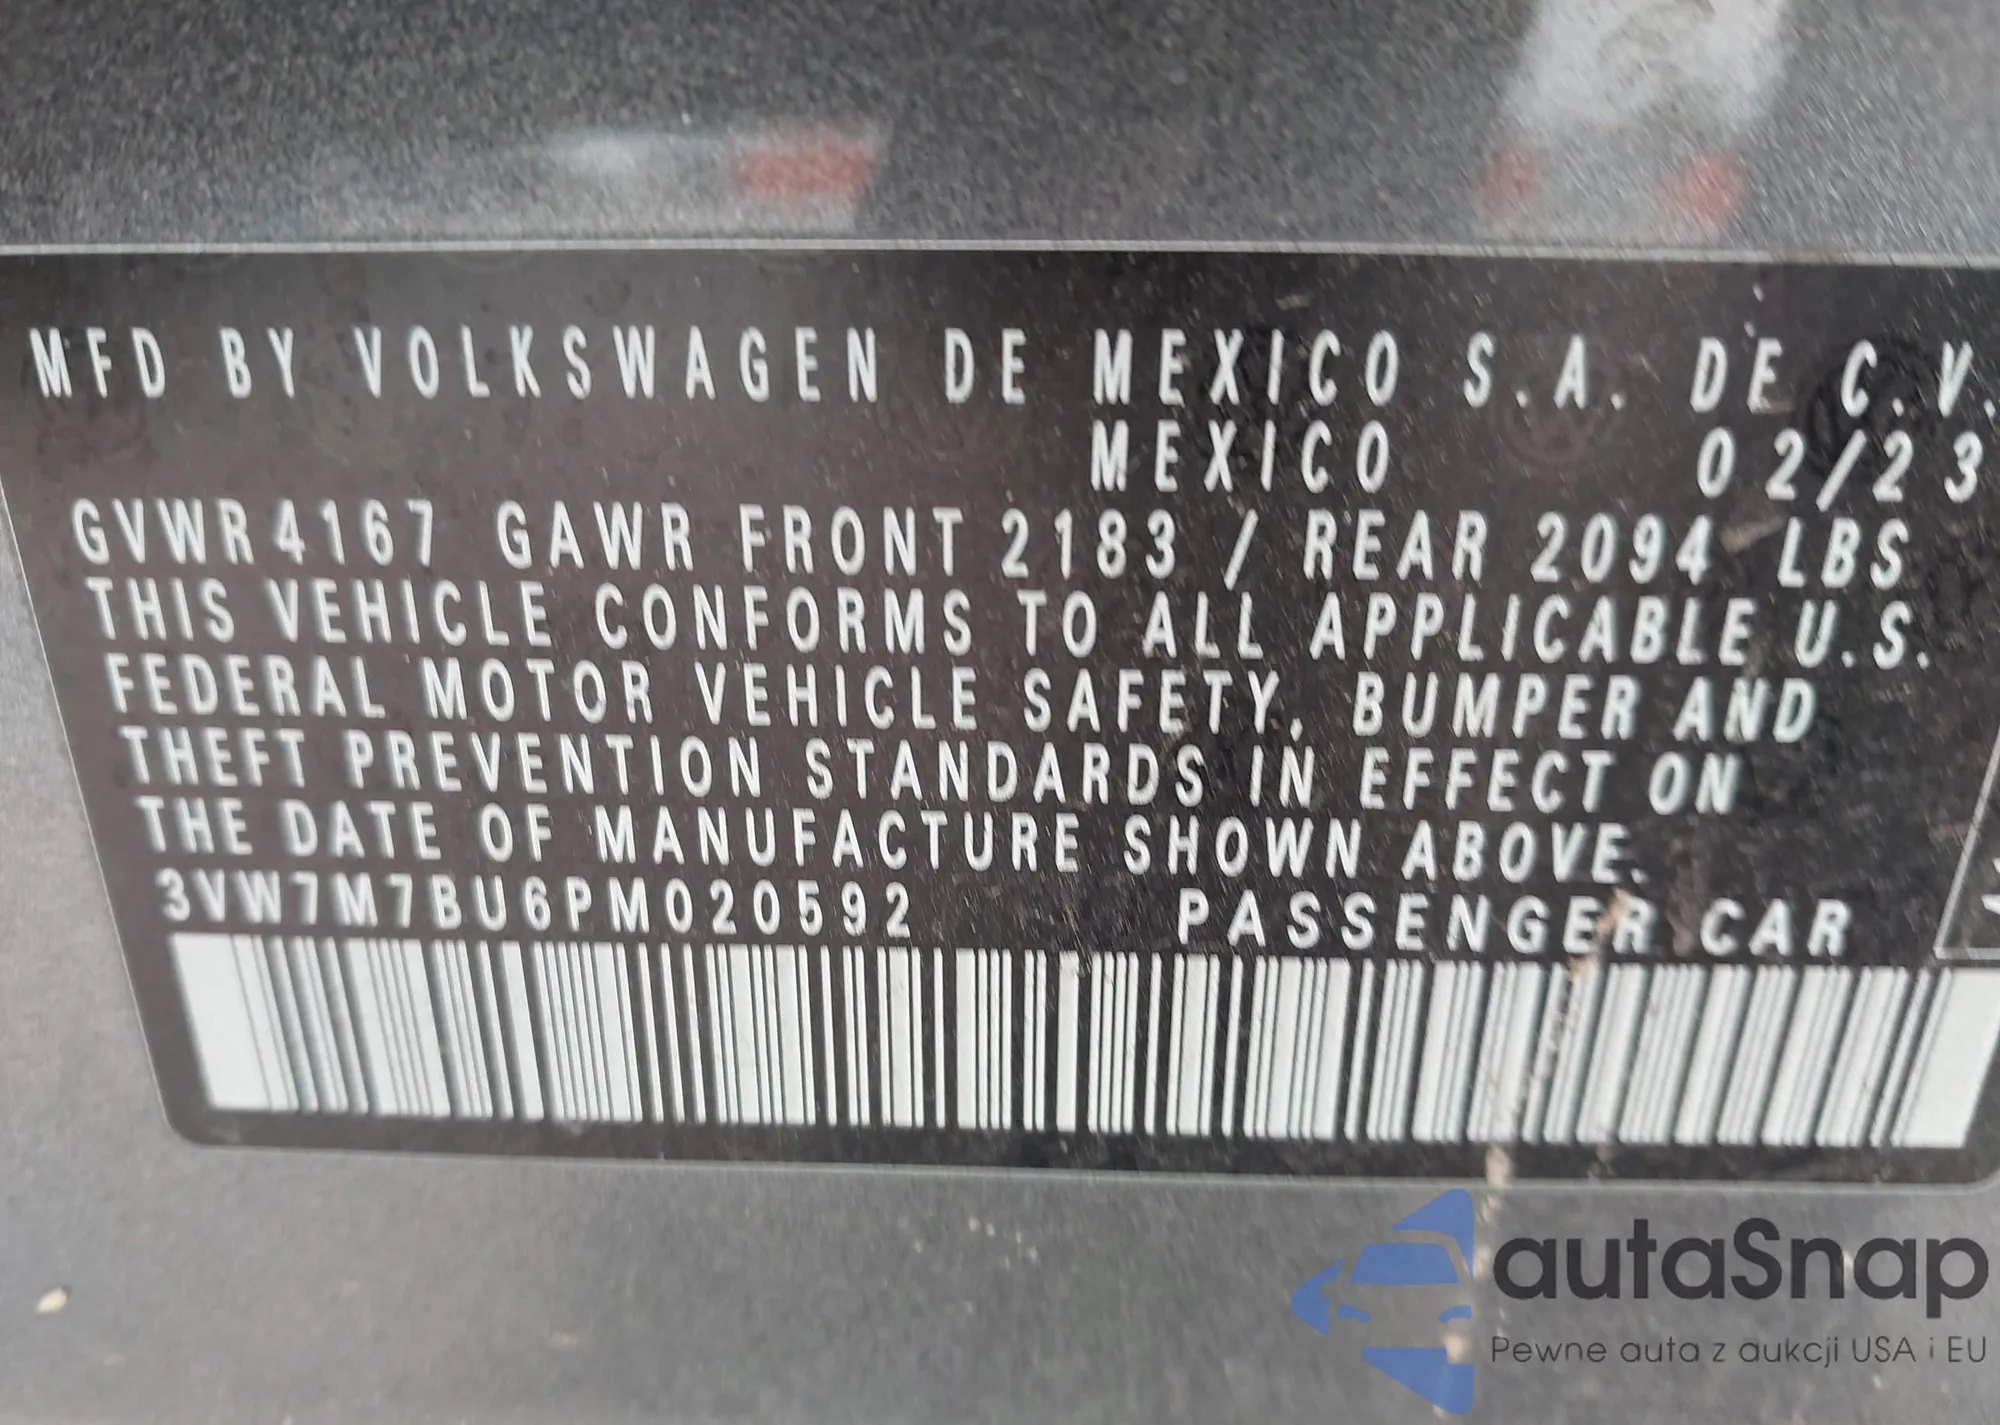 MFD BY VOLKSWAGEN DE MEXICO S.A. DE C.V.
MEXICO 02/23
GVWR 4167 GAWR FRONT 2183 / REAR 2094 LBS
THIS VEHICLE CONFORMS TO ALL APPLICABLE U.S.
FEDERAL MOTOR VEHICLE SAFETY, BUMPER AND
THEFT PREVENTION STANDARDS IN EFFECT ON
THE DATE OF MANUFACTURE SHOWN ABOVE.
3VW7M7BU6PM020592 PASSENGER CAR
autaSnap
Pewne auta z aukcji USA i EU